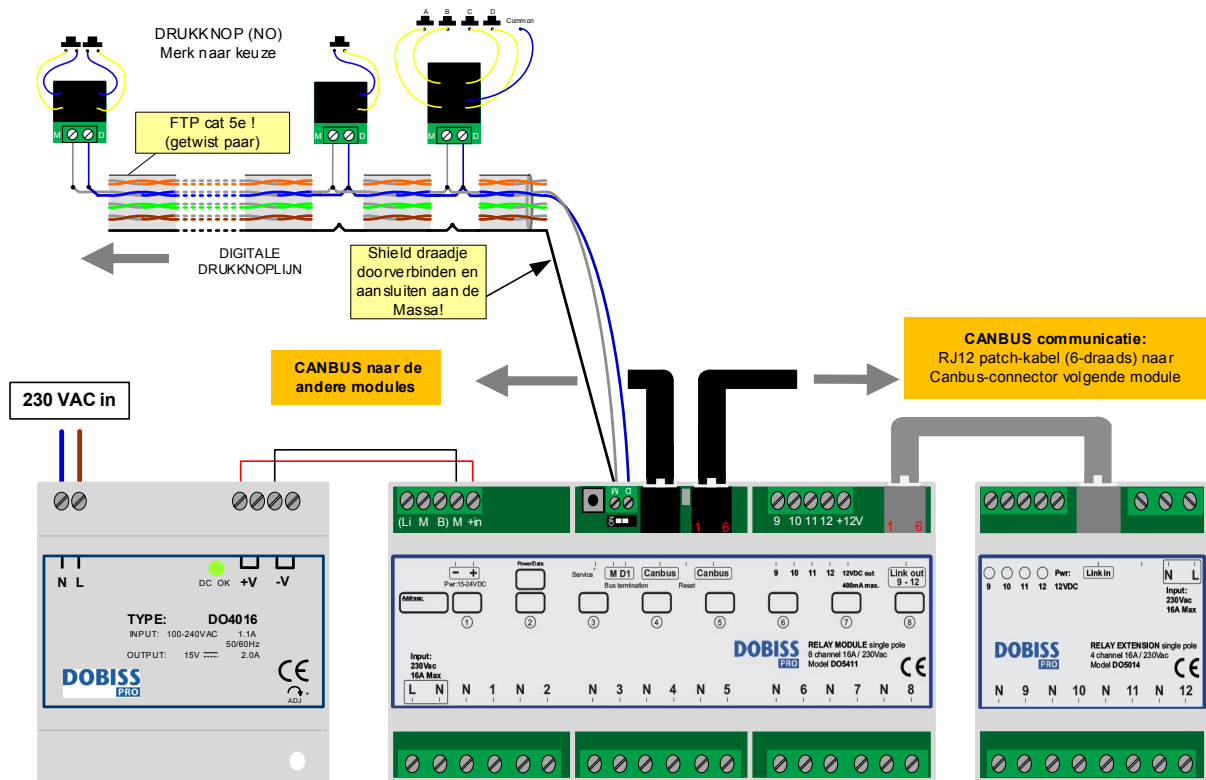 A B C D Common
DRUKKNOP (NO)
Merk naar keuze
M D
M D
M D
FTP cat 5e !
(getwist paar)
DIGITALE
DRUKKNOPLIJN
Shield draadje
doorverbinden en
aansluiten aan de
Massa!
CANBUS naar de
andere modules
CANBUS communicatie:
RJ12 patch-kabel (6-draads) naar
Canbus-connector volgende module
230 VAC in
N L
DC OK
+V -V
TYPE: DO4016
INPUT: 100-240VAC 1.1A
50/60Hz
OUTPUT: 15V 2.0A
DOBISS
PRO
CE
+
ADJ
(Li M B) M +in
M D
ON
1 6
9 10 11 12 +12V
1 6
- +
Pwr:15-24VDC
Power/Data
Service
M D1
Bus termination
Canbus
Reset
Canbus
9 10 11 12
12VDC out
400mA max.
Link out
9 - 12
Address:
1 2 3 4 5 6 7 8
Input:
230Vac
16A Max
DOBISS
PRO
RELAY MODULE single pole
8 channel 16A / 230Vac
Model DO5411
CE
L N N 1 N 2 N 3 N 4 N 5 N 6 N 7 N 8
9 10 11 12
Pwr:
12VDC
Link in
N L
Input:
230Vac
16A Max
DOBISS
PRO
RELAY EXTENSION single pole
4 channel 16A / 230Vac
Model DO5014
CE
N 9 N 10 N 11 N 12